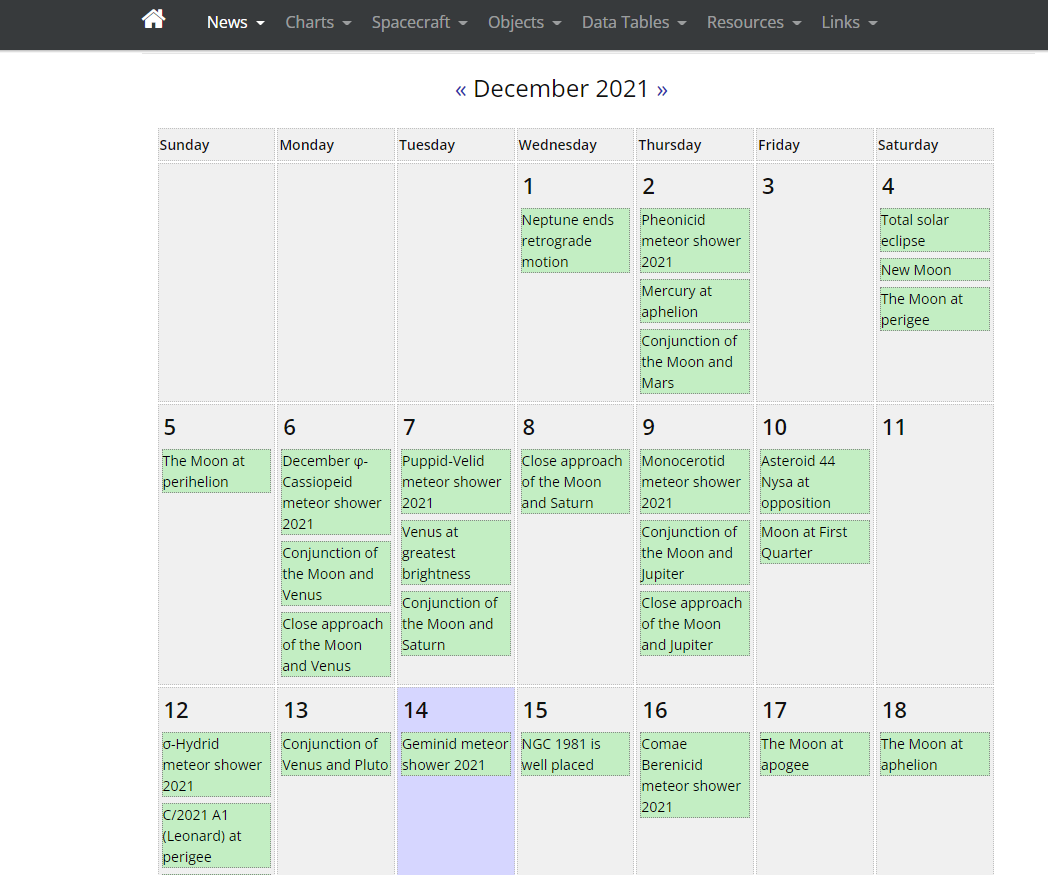 News Charts Spacecraft Objects Data Tables Resources Links
« December 2021 »
Sunday Monday Tuesday Wednesday Thursday Friday Saturday
1
Neptune ends
retrograde
motion
2
Pheonicid
meteor shower
2021
Mercury at
aphelion
Conjunction of
the Moon and
Mars
3
4
Total solar
eclipse
New Moon
The Moon at
perigee
5
The Moon at
perihelion
6
December φ-
Cassiopeid
meteor shower
2021
Conjunction of
the Moon and
Venus
Close approach
of the Moon
and Venus
7
Puppid-Velid
meteor shower
2021
Venus at
greatest
brightness
Conjunction of
the Moon and
Saturn
8
Close approach
of the Moon
and Saturn
9
Monocerotid
meteor shower
2021
Conjunction of
the Moon and
Jupiter
Close approach
of the Moon
and Jupiter
10
Asteroid 44
Nysa at
opposition
Moon at First
Quarter
11
12
σ-Hydrid
meteor shower
2021
C/2021 A1
(Leonard) at
perigee
13
Conjunction of
Venus and Pluto
14
Geminid meteor
shower 2021
15
NGC 1981 is
well placed
16
Comae
Berenicid
meteor shower
2021
17
The Moon at
apogee
18
The Moon at
aphelion